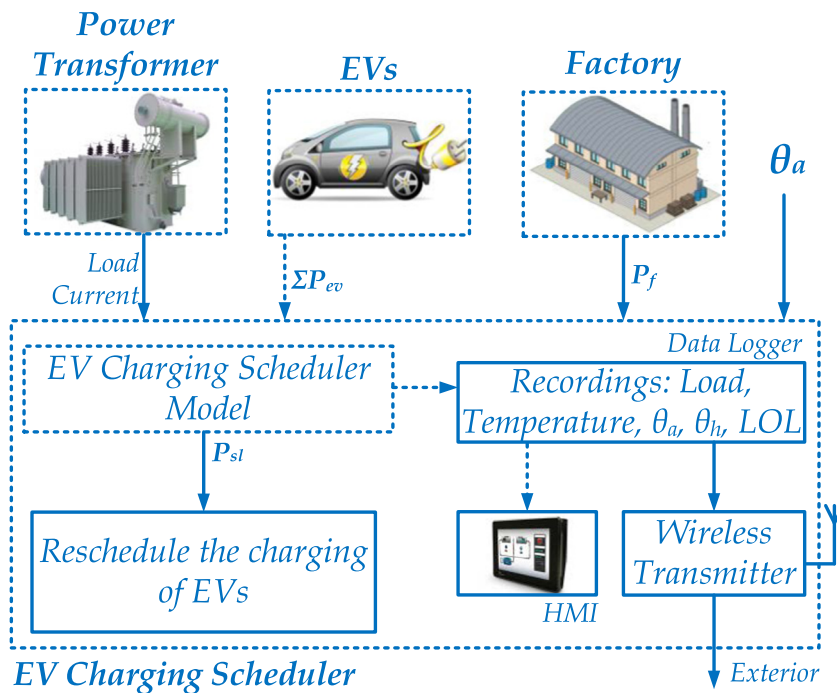 Power
Transformer
EVs
Factory
θa
Load
Current
ΣPev
Pf
Data Logger
EV Charging Scheduler
Model
Recordings: Load,
Temperature, θa, θh, LOL
Psl
Reschedule the charging
of EVs
Wireless
Transmitter
HMI
EV Charging Scheduler
Exterior